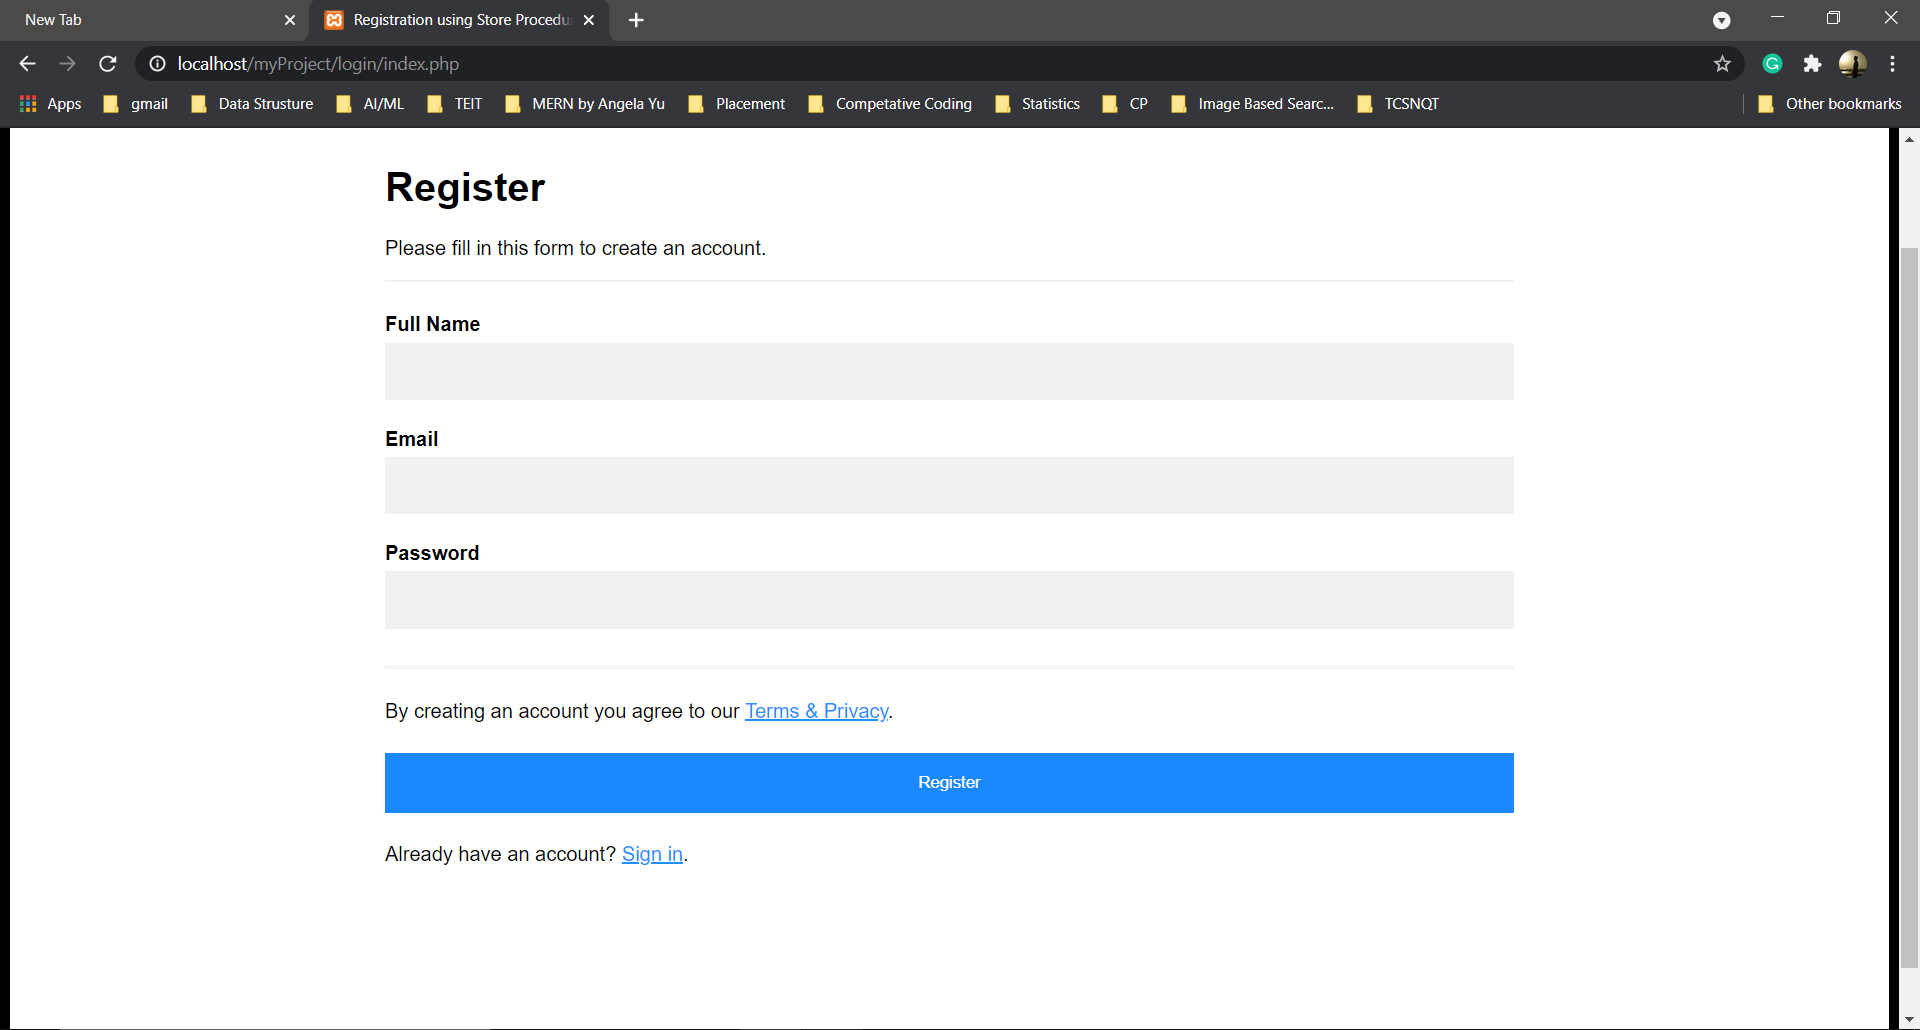 New Tab
Registration using Store Procedu
localhost/myProject/login/index.php
Apps gmail Data Strusture AI/ML TEIT MERN by Angela Yu Placement Competative Coding Statistics CP Image Based Searc... TCSNQT Other bookmarks
Register
Please fill in this form to create an account.
Full Name
Email
Password
By creating an account you agree to our Terms & Privacy.
Register
Already have an account? Sign in.